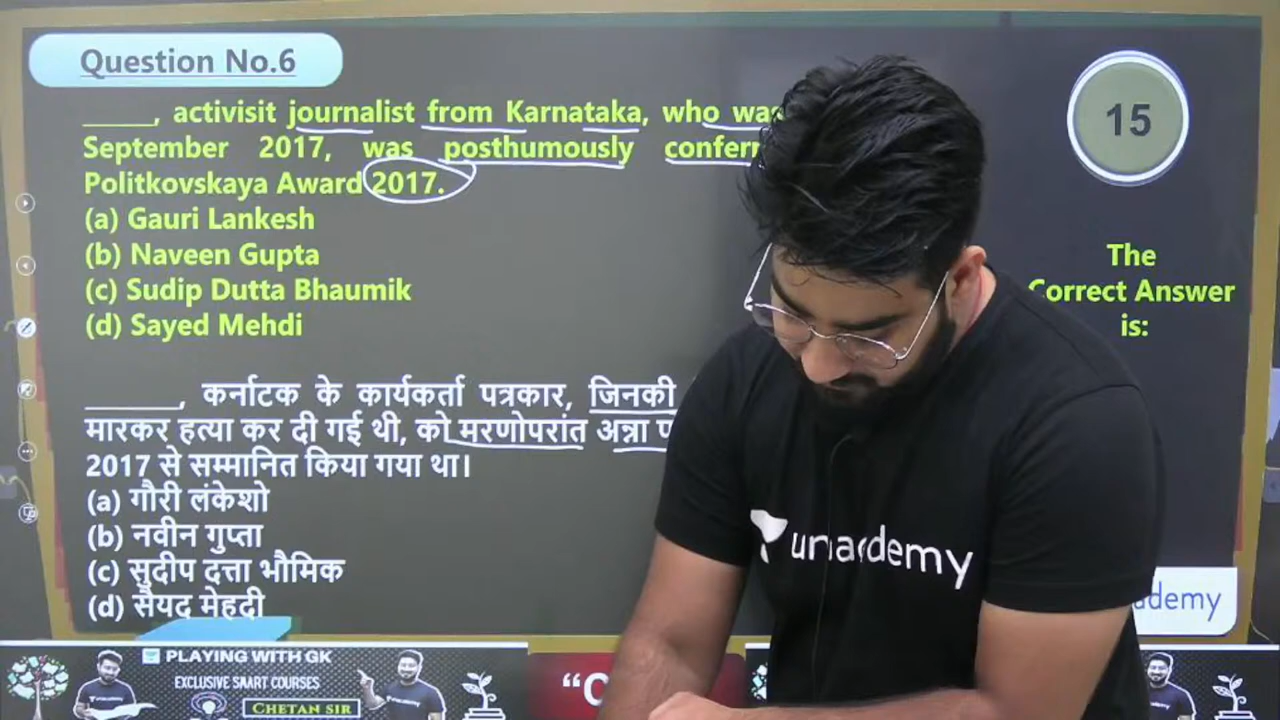 Question No.6
_____, activisit journalist from Karnataka, who was
September 2017, was posthumously
Politkovskaya Award 2017.
(a) Gauri Lankesh
(b) Naveen Gupta
(c) Sudip Dutta Bhaumik
(d) Sayed Mehdi
______, कर्नाटक के कार्यकर्ता पत्रकार, जिनकी
मारकर हत्या कर दी गई थी, को मरणोपरांत अन्ना
2017 से सम्मानित किया गया था।
(a) गौरी लंकेशो
(b) नवीन गुप्ता
(c) सुदीप दत्ता भौमिक
(d) सैयद मेहदी
15
The
Correct Answer
is:
unacademy
PLAYING WITH GK
EXCLUSIVE SAART COURSES
CHETAN SIR